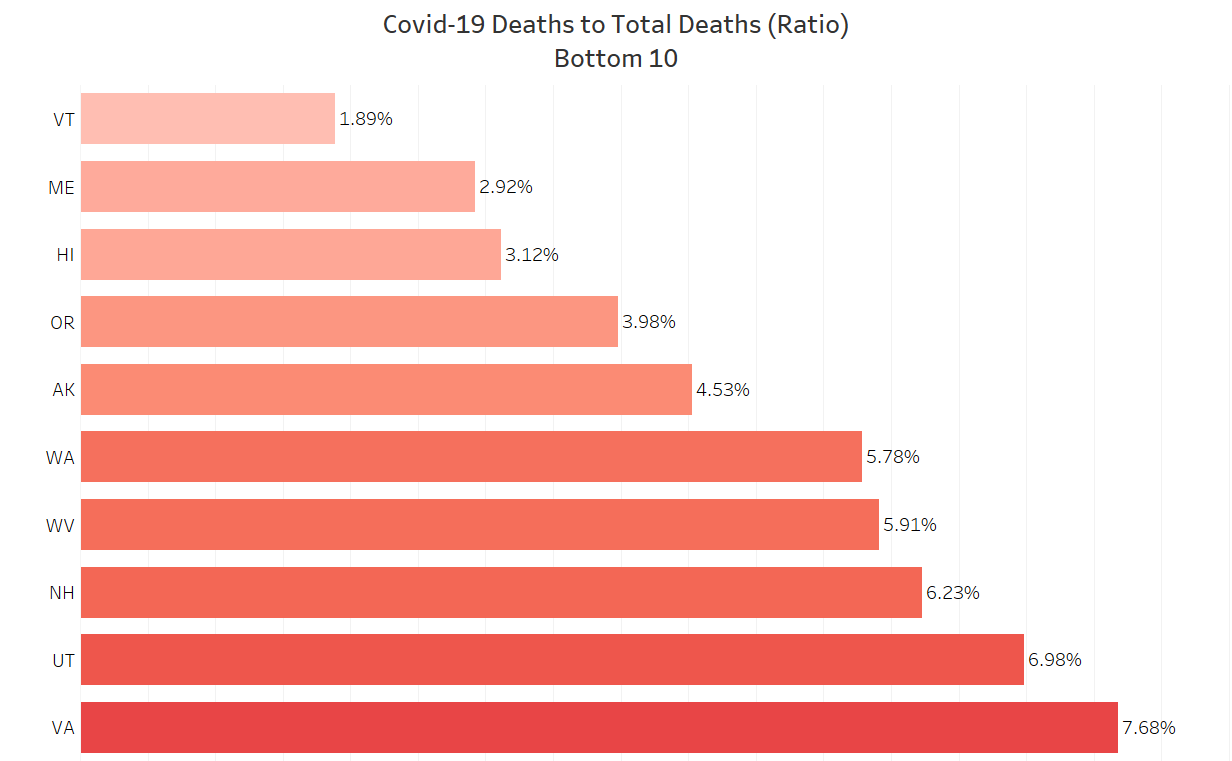 Covid-19 Deaths to Total Deaths (Ratio)
Bottom 10
VT 1.89%
ME 2.92%
HI 3.12%
OR 3.98%
AK 4.53%
WA 5.78%
WV 5.91%
NH 6.23%
UT 6.98%
VA 7.68%